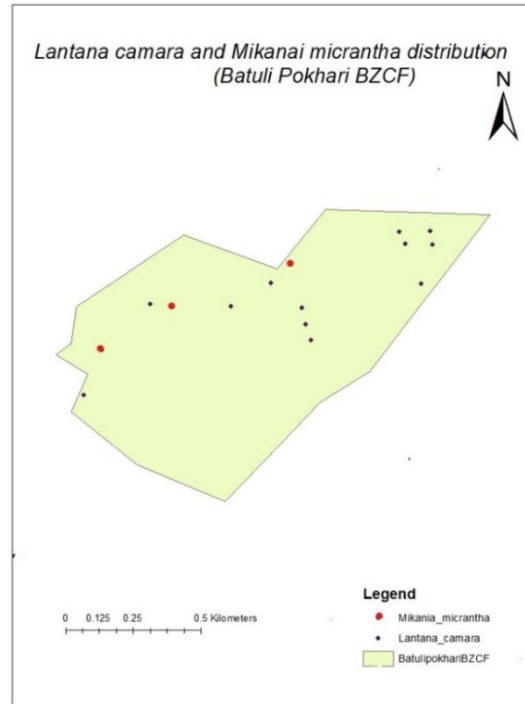 Lantana camara and Mikanai micrantha distribution
(Batuli Pokhari BZCF)
N
Legend
0 0.125 0.25 0.5 Kilometers
Mikania_micrantha
Lantana_camara
BatulipokhariBZCF